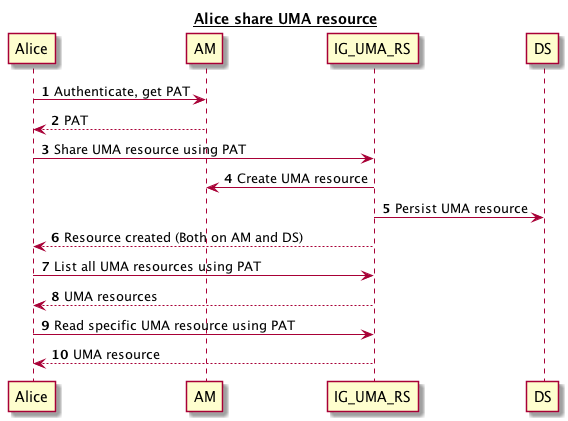 Alice share UMA resource
Alice AM IG_UMA_RS DS
1 Authenticate, get PAT
2 PAT
3 Share UMA resource using PAT
4 Create UMA resource
5 Persist UMA resource
6 Resource created (Both on AM and DS)
7 List all UMA resources using PAT
8 UMA resources
9 Read specific UMA resource using PAT
10 UMA resource
Alice AM IG_UMA_RS DS